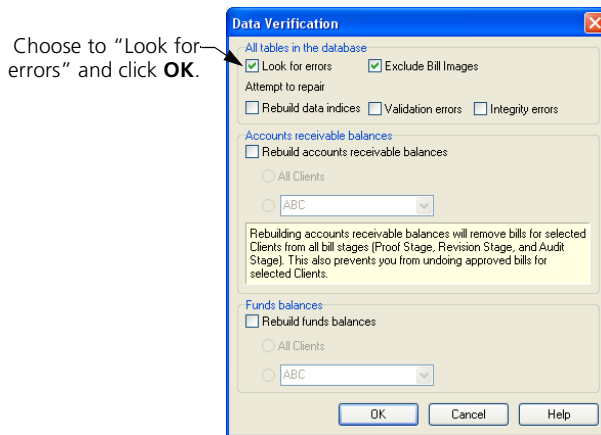 Choose to “Look for
errors” and click OK.
Data Verification
All tables in the database
Look for errors
Exclude Bill Images
Attempt to repair
Rebuild data indices
Validation errors
Integrity errors
Accounts receivable balances
Rebuild accounts receivable balances
All Clients
ABC
Rebuilding accounts receivable balances will remove bills for selected
Clients from all bill stages (Proof Stage, Revision Stage, and Audit
Stage). This also prevents you from undoing approved bills for
selected Clients.
Funds balances
Rebuild funds balances
All Clients
ABC
OK
Cancel
Help